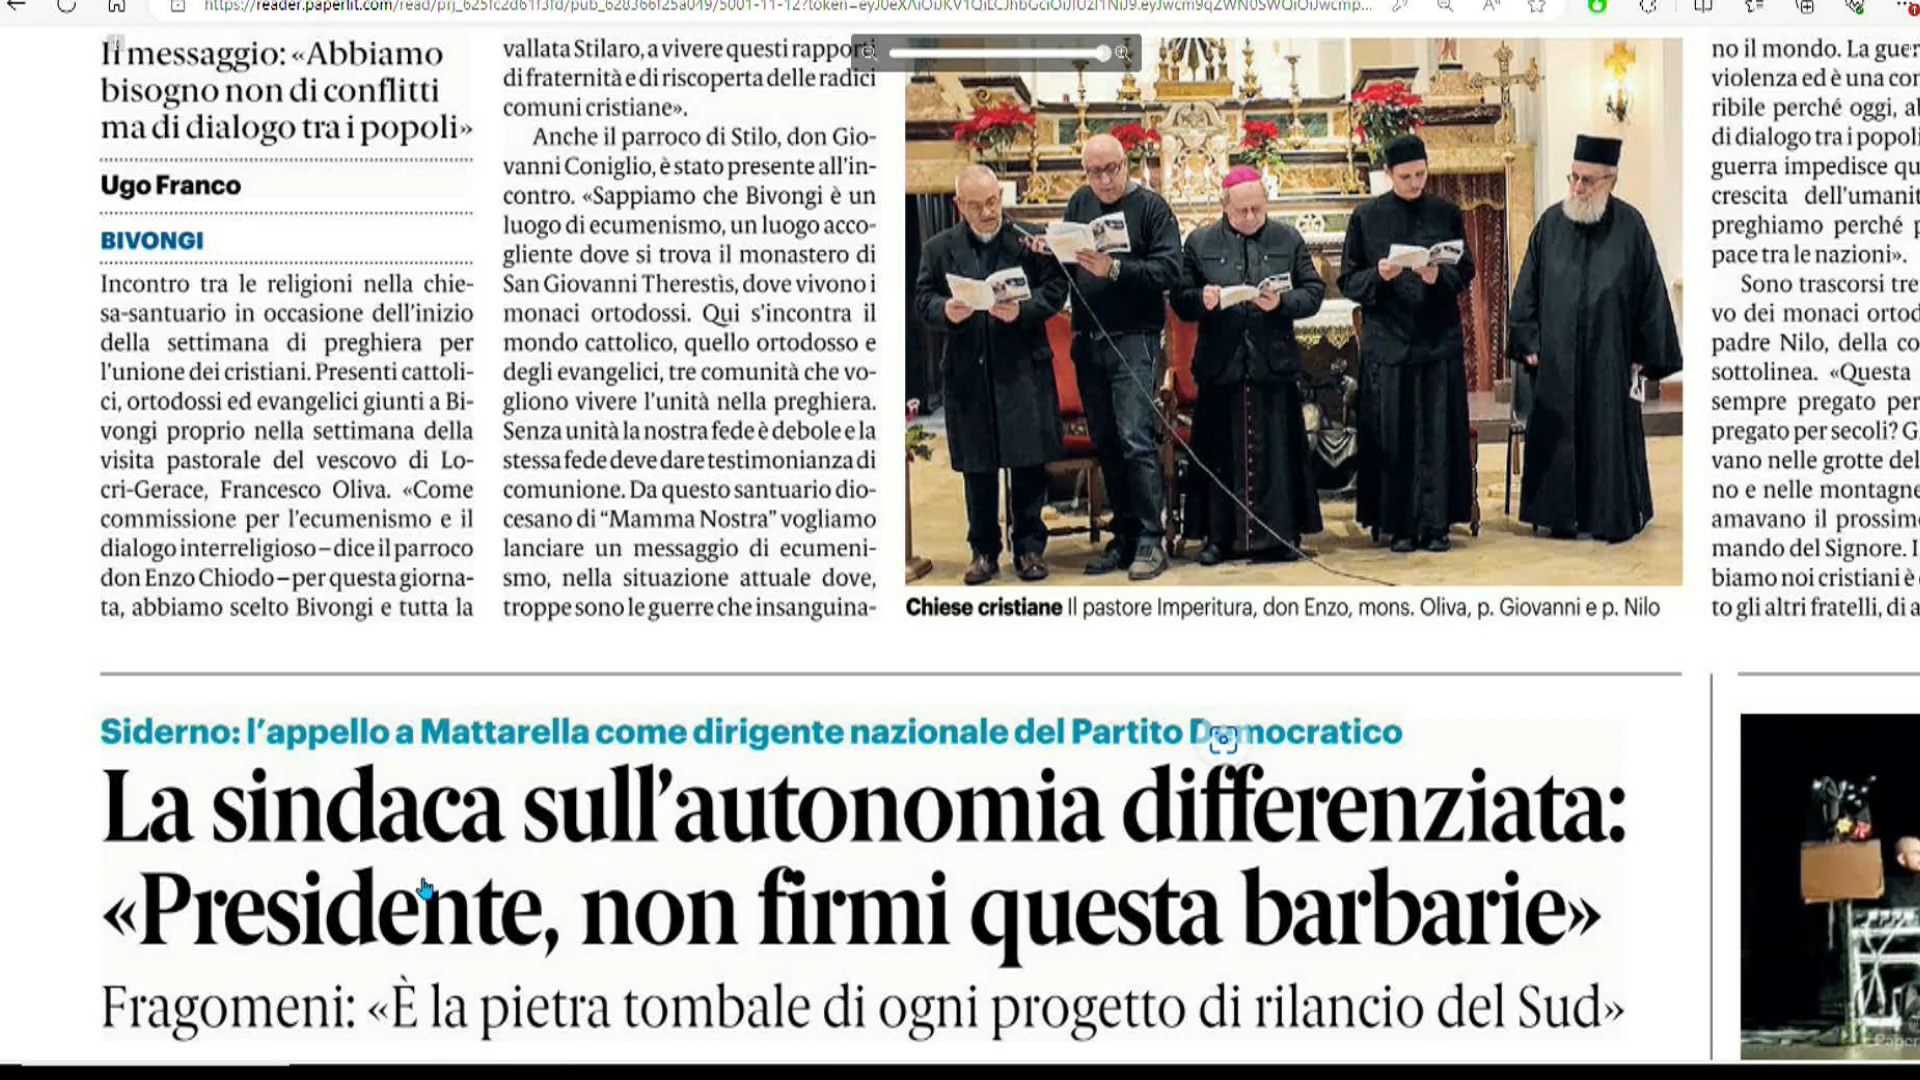 Il messaggio: «Abbiamo
bisogno non di conflitti
ma di dialogo tra i popoli»
Ugo Franco
BIVONGI
Incontro tra le religioni nella chie-
sa-santuario in occasione dell'inizio
della settimana di preghiera per
l'unione dei cristiani. Presenti cattoli-
ci, ortodossi ed evangelici giunti a Bi-
vongi proprio nella settimana della
visita pastorale del vescovo di Lo-
cri-Gerace, Francesco Oliva. «Come
commissione per l'ecumenismo e il
dialogo interreligioso – dice il parroco
don Enzo Chiodo – per questa giorna-
ta, abbiamo scelto Bivongi e tutta la
vallata Stilaro, a vivere questi rapporti
di fraternità e di riscoperta delle radici
comuni cristiane».
Anche il parroco di Stilo, don Gio-
vanni Coniglio, è stato presente all'in-
contro. «Sappiamo che Bivongi è un
luogo di ecumenismo, un luogo acco-
gliente dove si trova il monastero di
San Giovanni Therestìs, dove vivono i
monaci ortodossi. Qui s'incontra il
mondo cattolico, quello ortodosso e
degli evangelici, tre comunità che vo-
gliono vivere l'unità nella preghiera.
Senza unità la nostra fede è debole e la
stessa fede deve dare testimonianza di
comunione. Da questo santuario dio-
cesano di “Mamma Nostra” vogliamo
lanciare un messaggio di ecumeni-
smo, nella situazione attuale dove,
troppe sono le guerre che insanguina-
Chiese cristiane Il pastore Imperitura, don Enzo, mons. Oliva, p. Giovanni e p. Nilo
no il mondo. La guer
violenza ed è una con
ribile perché oggi, al
di dialogo tra i popoli
guerra impedisce qu
crescita dell'umanit
preghiamo perché p
pace tra le nazioni».
Sono trascorsi tre
vo dei monaci ortod
padre Nilo, della co
sottolinea. «Questa
sempre pregato per
pregato per secoli? G
vano nelle grotte del
no e nelle montagne
amavano il prossimo
mando del Signore. I
biamo noi cristiani è
to gli altri fratelli, di a
Siderno: l'appello a Mattarella come dirigente nazionale del Partito Democratico
La sindaca sull'autonomia differenziata:
«Presidente, non firmi questa barbarie»
Fragomeni: «È la pietra tombale di ogni progetto di rilancio del Sud»